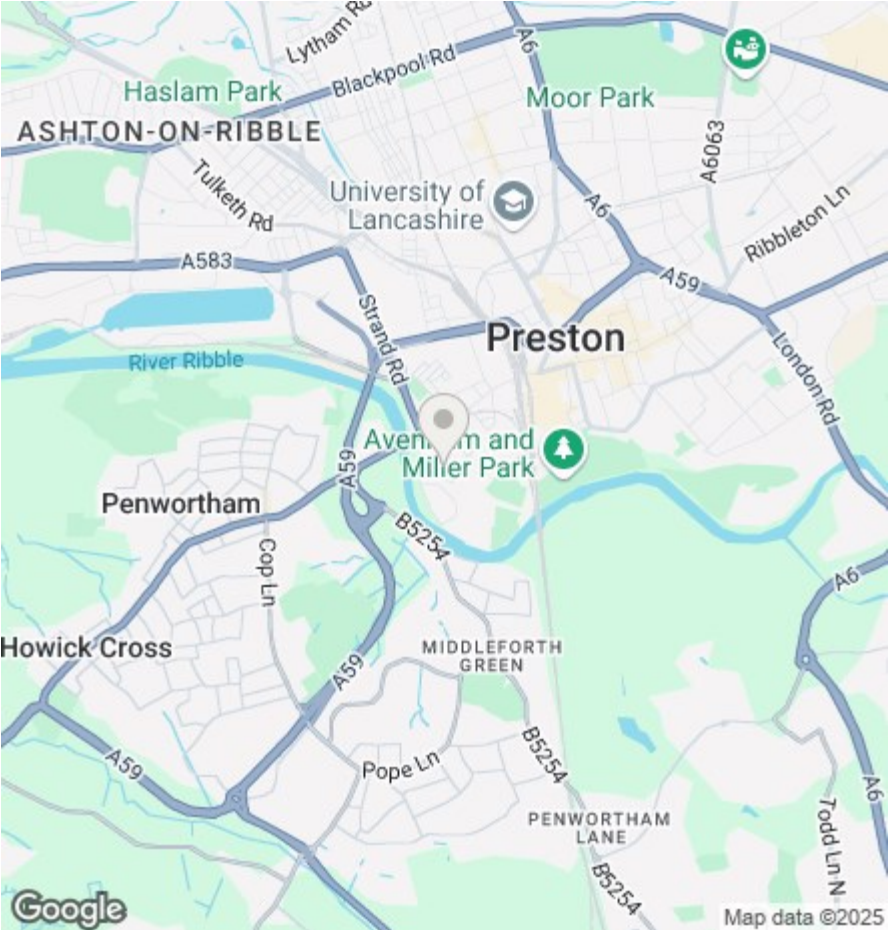 Lytham Rd
Blackpool Rd
A6
Haslam Park
Moor Park
ASHTON-ON-RIBBLE
A6063
Tulketh Rd
University of
Lancashire
A6
Ribbleton Ln
A583
A59
Strand Rd
Preston
River Ribble
London Rd
Avenham and
Miller Park
A59
Penwortham
B5254
Cop Ln
A6
Howick Cross
MIDDLEFORTH
GREEN
A59
A59
Pope Ln
B5254
A6
PENWORTHAM
LANE
Todd Ln N
B5254
Google
Map data ©2025